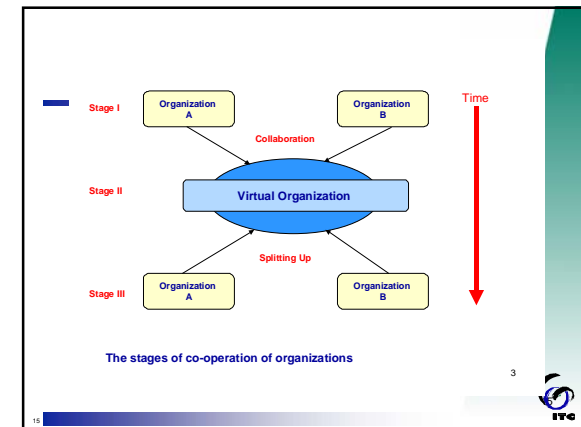 Stage I
Organization
A
Organization
B
Time
Collaboration
Stage II
Virtual Organization
Splitting Up
Stage III
Organization
A
Organization
B
The stages of co-operation of organizations
3
15
ITC